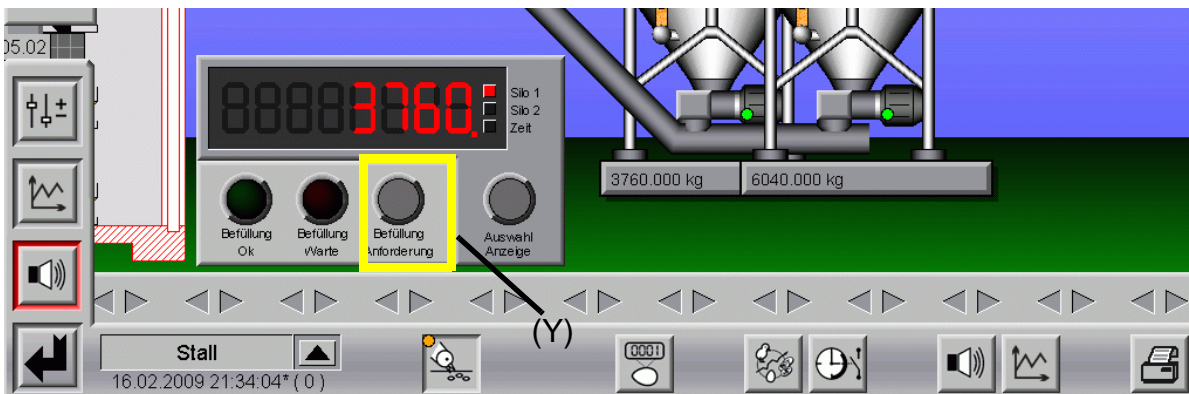 05.02
3760.
Silo 1
Silo 2
Zeit
3760.000 kg
6040.000 kg
Befüllung
Ok
Befüllung
Warte
Befüllung
Anforderung
Auswahl
Anzeige
(Y)
Stall
16.02.2009 21:34:04* ( 0 )
0001